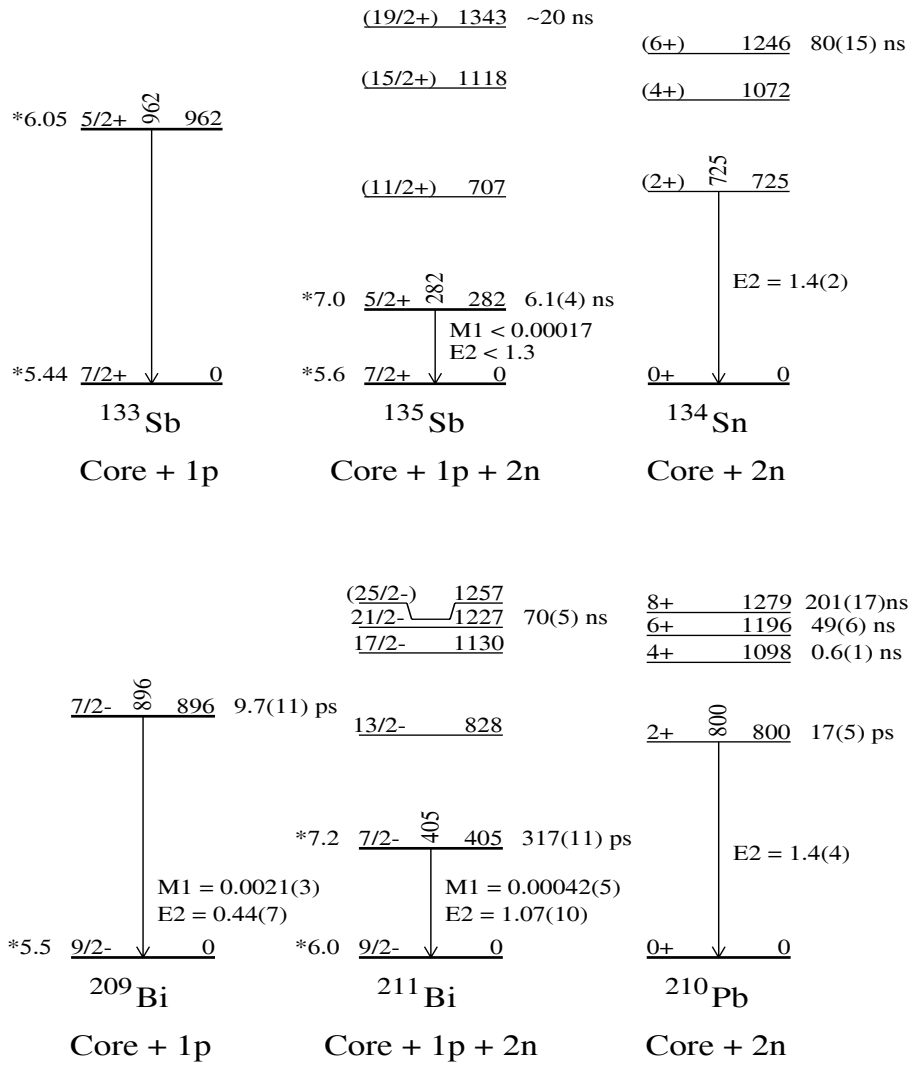 (19/2+) 1343 ~20 ns
(15/2+) 1118
(11/2+) 707
*7.0 5/2+ 282 6.1(4) ns
282
M1 < 0.00017
E2 < 1.3
*5.6 7/2+ 0
135Sb
Core + 1p + 2n
*6.05 5/2+ 962
962
*5.44 7/2+ 0
133Sb
Core + 1p
(6+) 1246 80(15) ns
(4+) 1072
(2+) 725
725
E2 = 1.4(2)
0+ 0
134Sn
Core + 2n
7/2- 896 9.7(11) ps
896
M1 = 0.0021(3)
E2 = 0.44(7)
*5.5 9/2- 0
209Bi
Core + 1p
(25/2-) 1257
21/2- 1227 70(5) ns
17/2- 1130
13/2- 828
*7.2 7/2- 405 317(11) ps
405
M1 = 0.00042(5)
E2 = 1.07(10)
*6.0 9/2- 0
211Bi
Core + 1p + 2n
8+ 1279 201(17)ns
6+ 1196 49(6) ns
4+ 1098 0.6(1) ns
2+ 800 17(5) ps
800
E2 = 1.4(4)
0+ 0
210Pb
Core + 2n